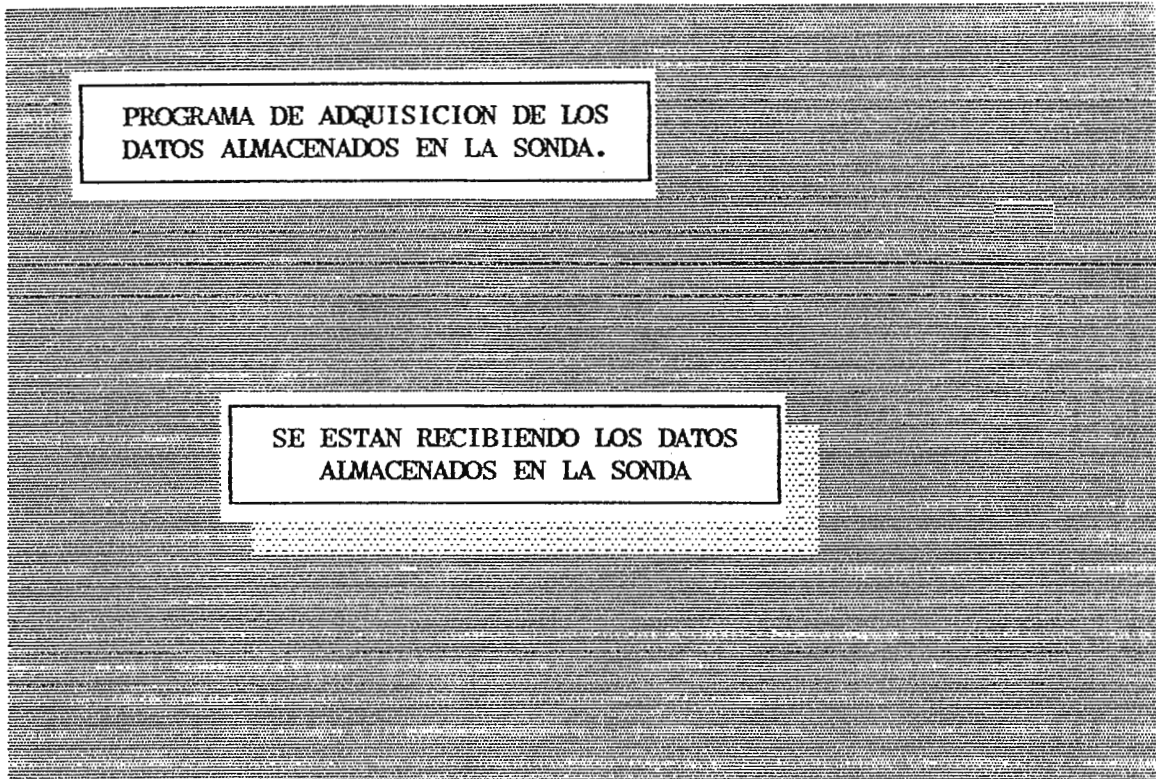 PROGRAMA DE ADQUISICION DE LOS
DATOS ALMACENADOS EN LA SONDA.
SE ESTAN RECIBIENDO LOS DATOS
ALMACENADOS EN LA SONDA